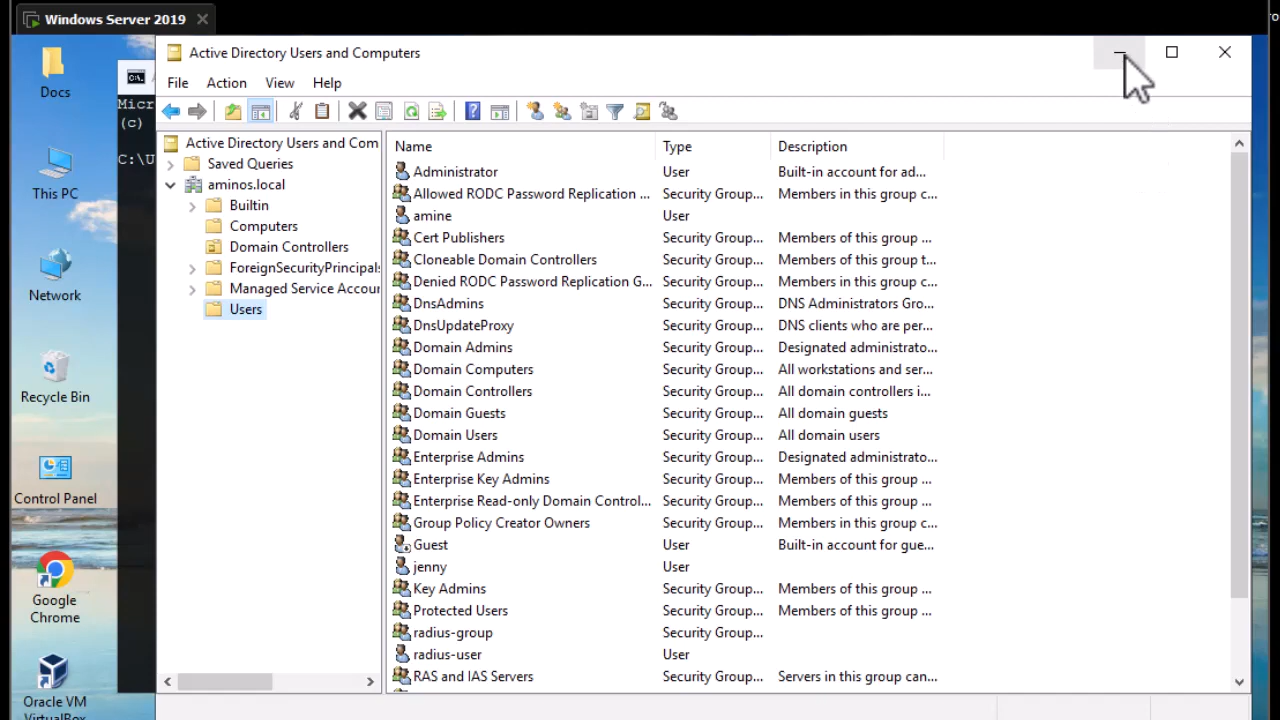 Windows Server 2019
Docs
This PC
Network
Recycle Bin
Control Panel
Google
Chrome
Oracle VM
VirtualBox
Micr
(c)
C:\U
Active Directory Users and Computers
File Action View Help
Active Directory Users and Com
Saved Queries
aminos.local
Builtin
Computers
Domain Controllers
ForeignSecurityPrincipals
Managed Service Accour
Users
Name Type Description
Administrator User Built-in account for ad...
Allowed RODC Password Replication ... Security Group... Members in this group c...
amine User
Cert Publishers Security Group... Members of this group ...
Cloneable Domain Controllers Security Group... Members of this group t...
Denied RODC Password Replication G... Security Group... Members in this group c...
DnsAdmins Security Group... DNS Administrators Gro...
DnsUpdateProxy Security Group... DNS clients who are per...
Domain Admins Security Group... Designated administrato...
Domain Computers Security Group... All workstations and ser...
Domain Controllers Security Group... All domain controllers i...
Domain Guests Security Group... All domain guests
Domain Users Security Group... All domain users
Enterprise Admins Security Group... Designated administrato...
Enterprise Key Admins Security Group... Members of this group ...
Enterprise Read-only Domain Control... Security Group... Members of this group ...
Group Policy Creator Owners Security Group... Members in this group c...
Guest User Built-in account for gue...
jenny User
Key Admins Security Group... Members of this group ...
Protected Users Security Group... Members of this group ...
radius-group Security Group...
radius-user User
RAS and IAS Servers Security Group... Servers in this group can...